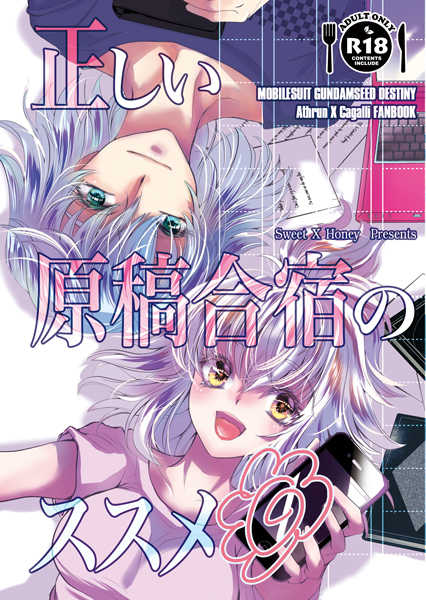 正しい
原稿合宿の
ススメ
ADULT ONLY
R18
CONTENTS
INCLUDE
MOBILESUIT GUNDAMSEED DESTINY
Athrun X Cagalli FANBOOK
Sweet X Honey Presents